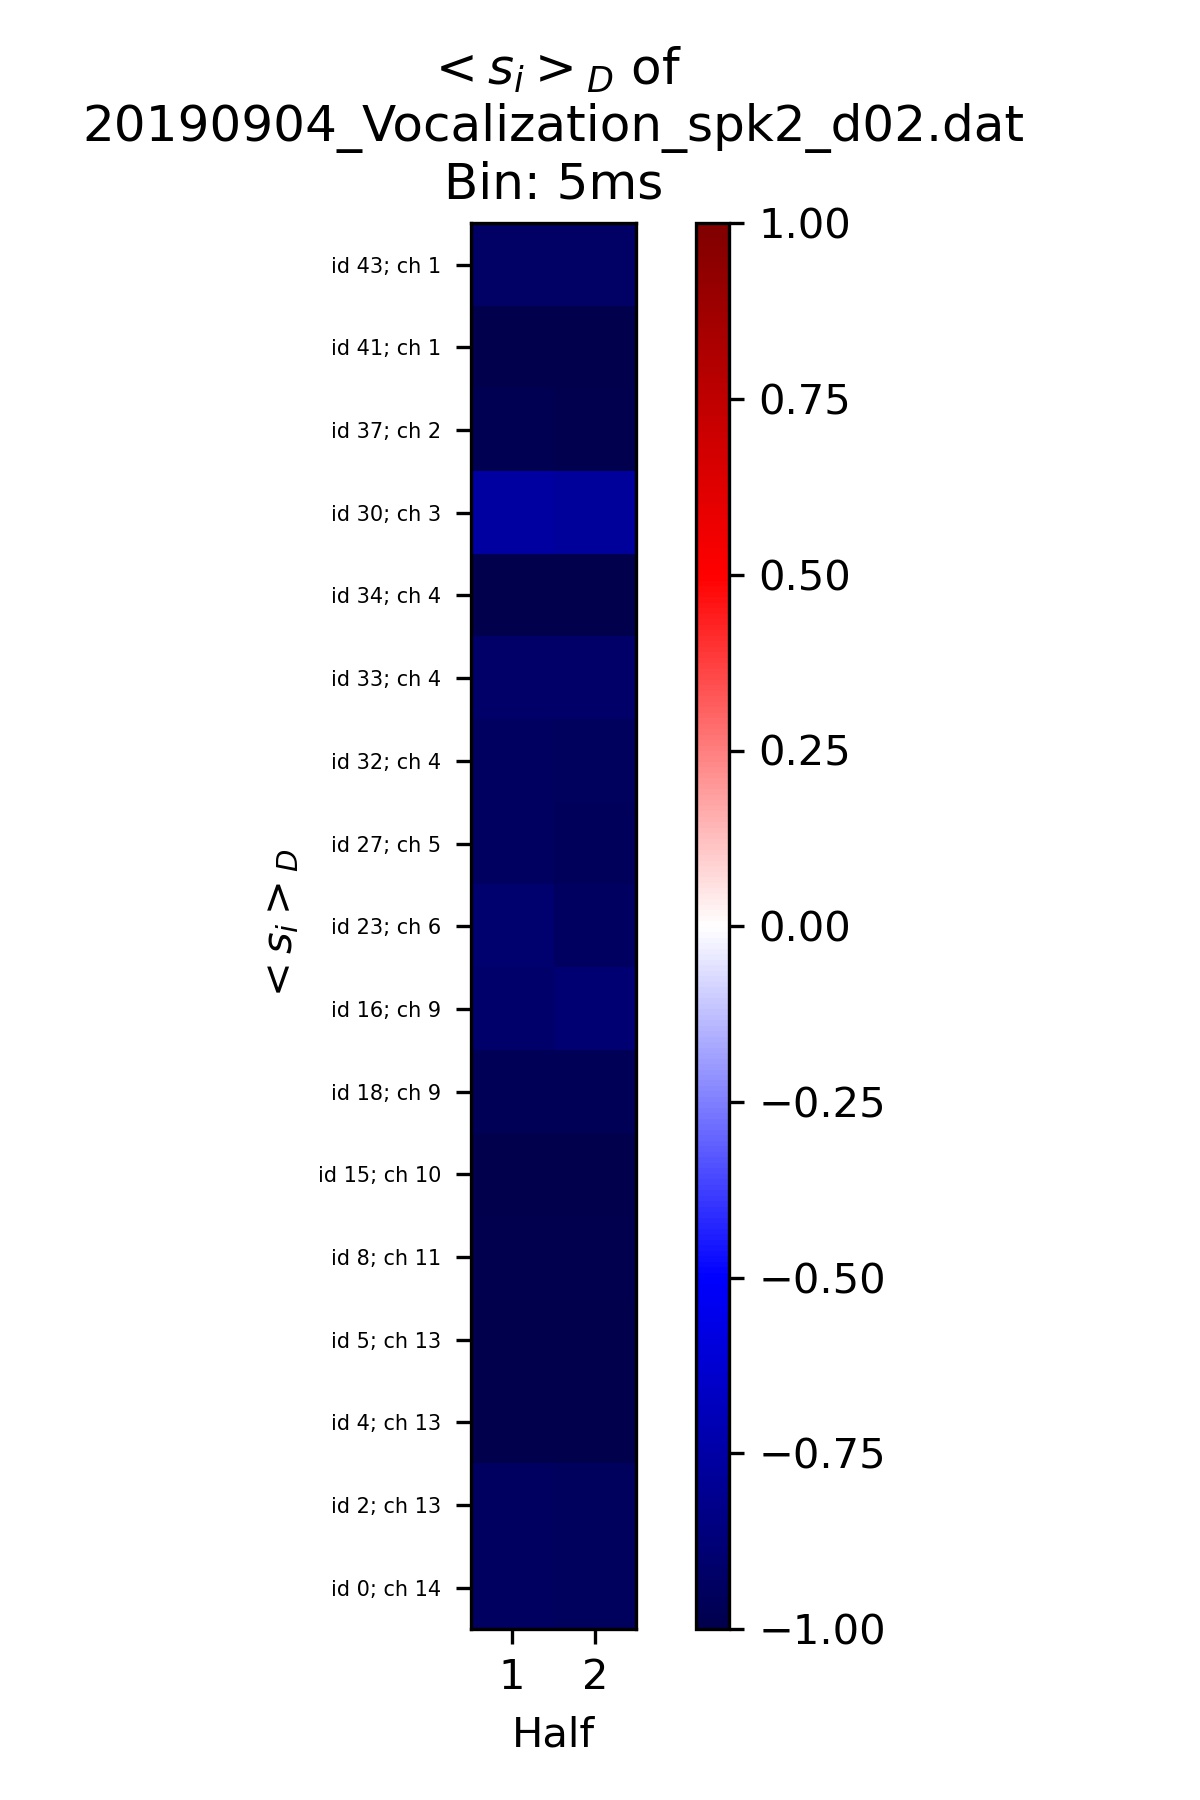 < s_i >_D of
20190904_Vocalization_spk2_d02.dat
Bin: 5ms
1.00
id 43; ch 1
id 41; ch 1
0.75
id 37; ch 2
id 30; ch 3
0.50
id 34; ch 4
id 33; ch 4
0.25
id 32; ch 4
id 27; ch 5
< s_i >_D
id 23; ch 6
0.00
id 16; ch 9
id 18; ch 9
−0.25
id 15; ch 10
id 8; ch 11
−0.50
id 5; ch 13
id 4; ch 13
−0.75
id 2; ch 13
id 0; ch 14
−1.00
1 2
Half